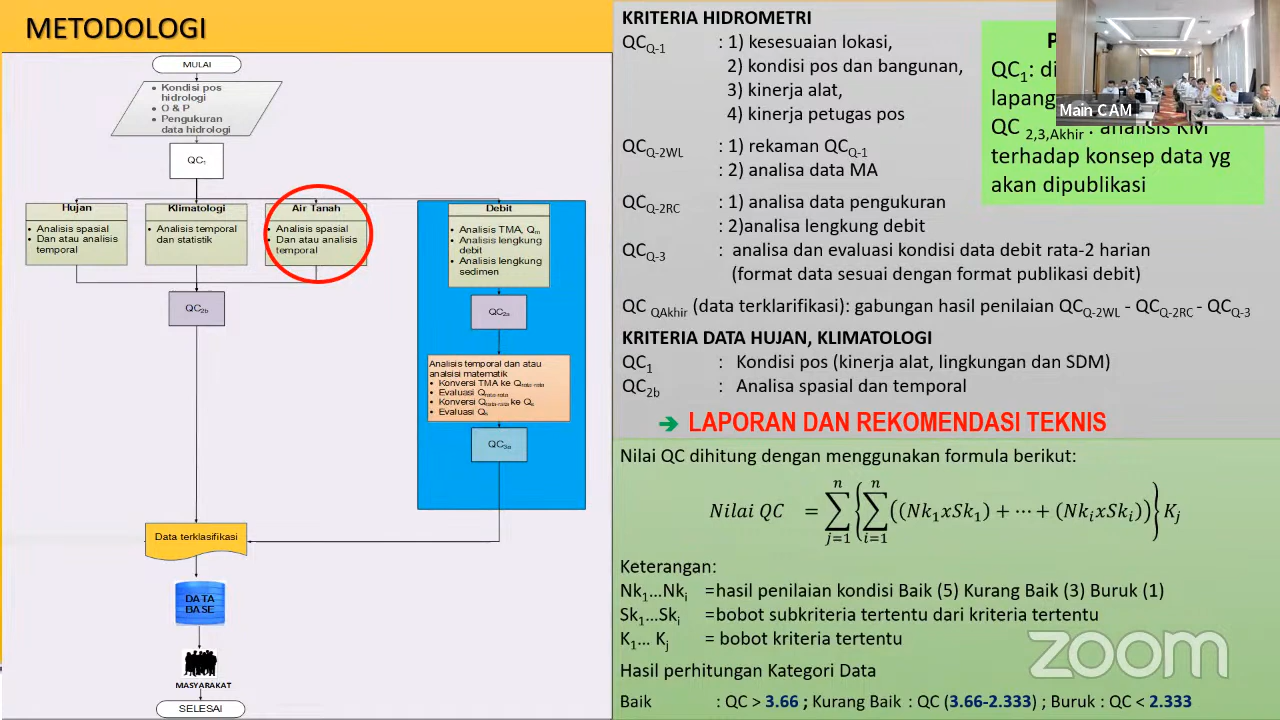 METODOLOGI
MULAI
• Kondisi pos
hidrologi
• O & P
• Pengukuran
data hidrologi
QC1
Hujan
• Analisis spasial
• Dan atau analisis
temporal
Klimatologi
• Analisis temporal
dan statistik
Air Tanah
• Analisis spasial
• Dan atau analisis
temporal
Debit
• Analisis TMA, Qm
• Analisis lengkung
debit
• Analisis lengkung
sedimen
QC2b
QC2a
Analisis temporal dan atau
analsisi matematik
• Konversi TMA ke Qrata-rata
• Evaluasi Qrata-rata
• Konversi Qrata-rata ke Qs
• Evaluasi Qs
QC3a
Data terklasifikasi
DATA
BASE
MASYARAKAT
SELESAI
KRITERIA HIDROMETRI
QCQ-1 : 1) kesesuaian lokasi,
2) kondisi pos dan bangunan,
3) kinerja alat,
4) kinerja petugas pos
QCQ-2WL : 1) rekaman QCQ-1
: 2) analisa data MA
QCQ-2RC : 1) analisa data pengukuran
: 2)analisa lengkung debit
QCQ-3 : analisa dan evaluasi kondisi data debit rata-2 harian
(format data sesuai dengan format publikasi debit)
QC QAkhir (data terklarifikasi): gabungan hasil penilaian QCQ-2WL - QCQ-2RC - QCQ-3
KRITERIA DATA HUJAN, KLIMATOLOGI
QC1 : Kondisi pos (kinerja alat, lingkungan dan SDM)
QC2b : Analisa spasial dan temporal
➔ LAPORAN DAN REKOMENDASI TEKNIS
QC1:
QC 2,3,Akhir : analisis
terhadap konsep data yg
akan dipublikasi
Main CAM
Nilai QC dihitung dengan menggunakan formula berikut:
Nilai QC = ∑j=1n {∑i=1n ((Nk1xSk1) + ⋯ + (NkixSki))} Kj
Keterangan:
Nk1...Nki =hasil penilaian kondisi Baik (5) Kurang Baik (3) Buruk (1)
Sk1...Ski =bobot subkriteria tertentu dari kriteria tertentu
K1... Kj = bobot kriteria tertentu
Hasil perhitungan Kategori Data
Baik : QC > 3.66 ; Kurang Baik : QC (3.66-2.333) ; Buruk : QC < 2.333
zoom